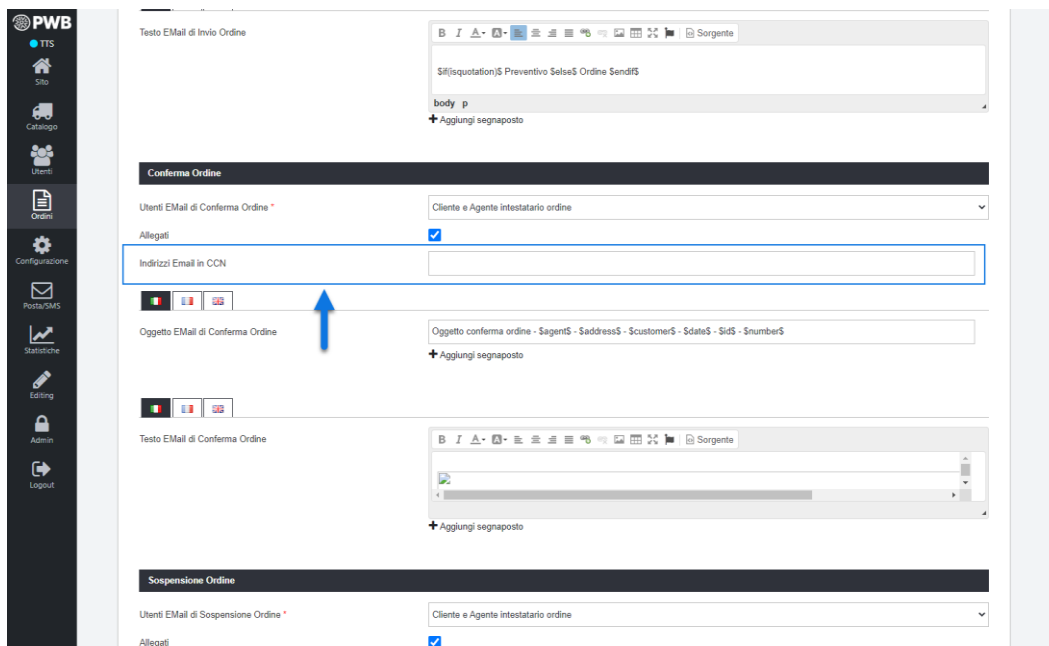 PWB
TTS
Sito
Catalogo
Utenti
Ordini
Configurazione
Posta/SMS
Statistiche
Editing
Admin
Logout
Testo EMail di Invio Ordine
B I A A Sorgente
$if(isquotation)$ Preventivo $else$ Ordine $endif$
body p
Aggiungi segnaposto
Conferma Ordine
Utenti EMail di Conferma Ordine *
Cliente e Agente intestatario ordine
Allegati
Indirizzi Email in CCN
Oggetto EMail di Conferma Ordine
Oggetto conferma ordine - $agent$ - $address$ - $customer$ - $date$ - $id$ - $number$
Aggiungi segnaposto
Testo EMail di Conferma Ordine
B I A A Sorgente
Aggiungi segnaposto
Sospensione Ordine
Utenti EMail di Sospensione Ordine *
Cliente e Agente intestatario ordine
Allegati